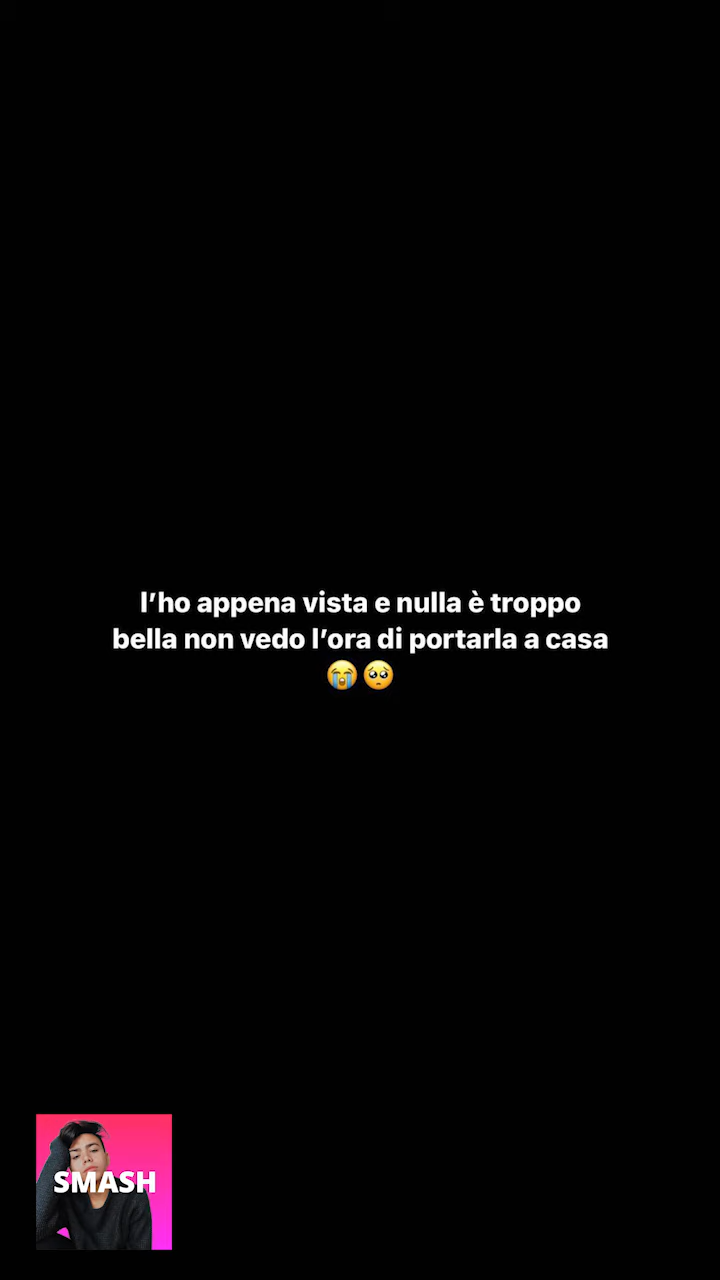 l’ho appena vista e nulla è troppo
bella non vedo l’ora di portarla a casa
😭🥺
SMASH